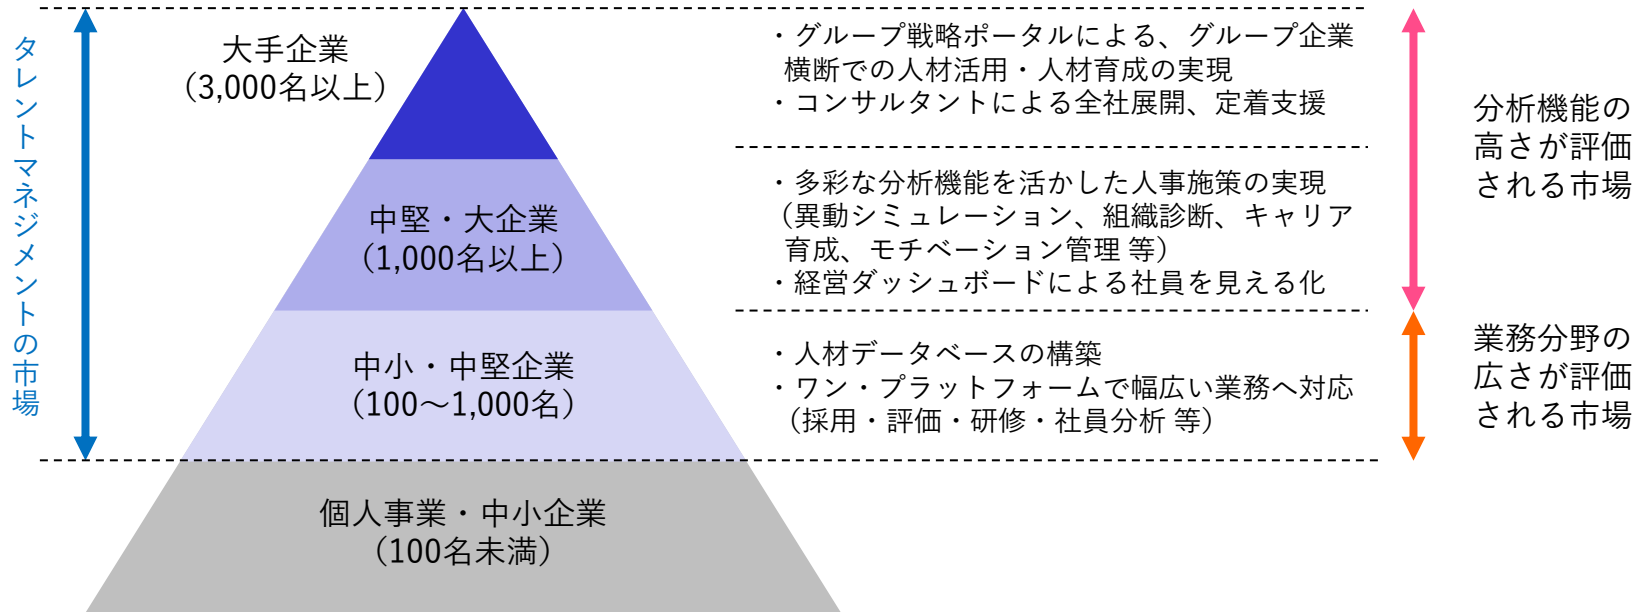 タレントマネジメントの市場
大手企業
（3,000名以上）
・グループ戦略ポータルによる、グループ企業
横断での人材活用・人材育成の実現
・コンサルタントによる全社展開、定着支援
中堅・大企業
（1,000名以上）
・多彩な分析機能を活かした人事施策の実現
（異動シミュレーション、組織診断、キャリア
育成、モチベーション管理 等）
・経営ダッシュボードによる社員を見える化
分析機能の
高さが評価
される市場
中小・中堅企業
（100～1,000名）
・人材データベースの構築
・ワン・プラットフォームで幅広い業務へ対応
（採用・評価・研修・社員分析 等）
業務分野の
広さが評価
される市場
個人事業・中小企業
（100名未満）